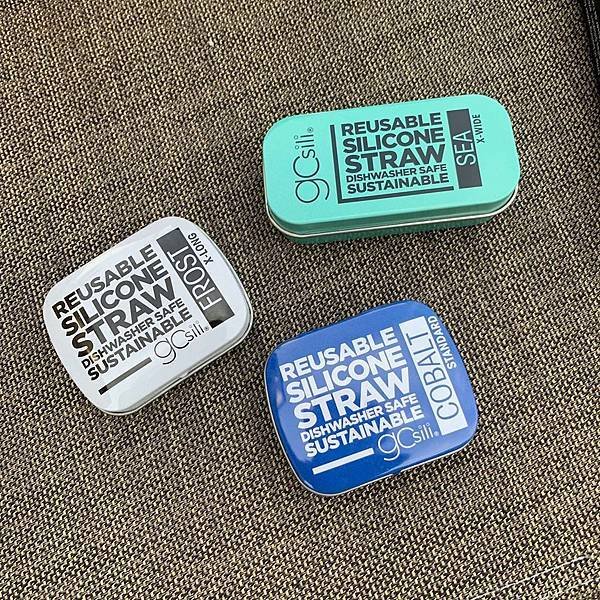 gosili®
REUSABLE
SILICONE
STRAW
DISHWASHER SAFE
SUSTAINABLE
SEA
X-WIDE
REUSABLE
SILICONE
STRAW
DISHWASHER SAFE
SUSTAINABLE
FROST
X-LONG
gosili®
REUSABLE
SILICONE
STRAW
DISHWASHER SAFE
SUSTAINABLE
COBALT
STANDARD
gosili®